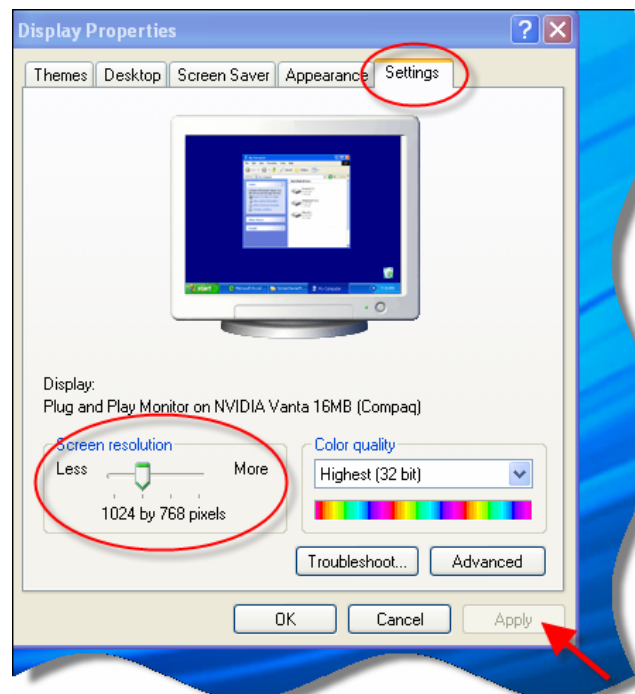 Display Properties
Themes Desktop Screen Saver Appearance Settings
start
Display:
Plug and Play Monitor on NVIDIA Vanta 16MB (Compaq)
Screen resolution
Less More
1024 by 768 pixels
Color quality
Highest (32 bit)
Troubleshoot... Advanced
OK Cancel Apply